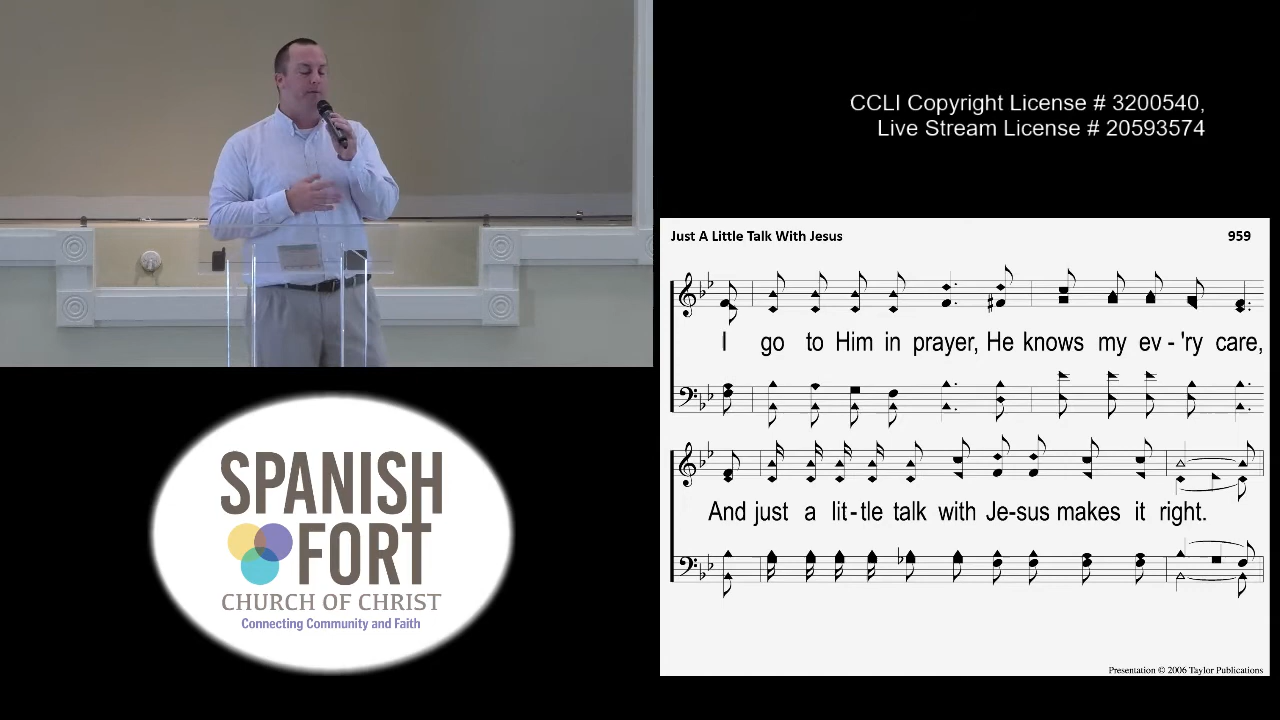 CCLI Copyright License # 3200540,
Live Stream License # 20593574
Just A Little Talk With Jesus 959
I go to Him in prayer, He knows my ev - 'ry care,
And just a lit - tle talk with Je - sus makes it right.
Presentation © 2006 Taylor Publications
SPANISH
FORT
CHURCH OF CHRIST
Connecting Community and Faith